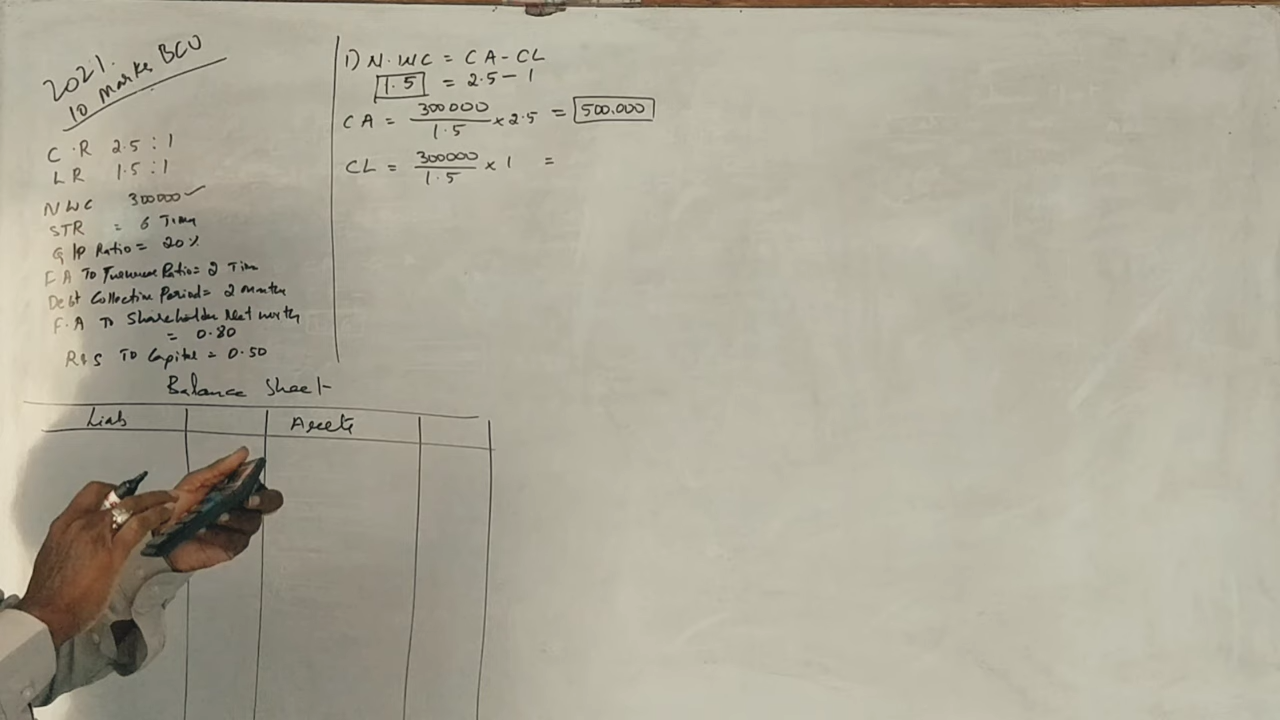 2021.
10 Marks BCU
C.R 2.5 : 1
LR 1.5 : 1
NWC 300000 ✓
STR = 6 Times
G/P Ratio = 20%
F A To Turnover Ratio = 2 Tim
Debt Collection Period = 2 months
F.A To Shareholder Net worth
= 0.80
R&S To Capital = 0.50
Balance Sheet
Liab Assets
1) N.WC = CA - CL
1.5 = 2.5 - 1
CA = 300000 / 1.5 × 2.5 = 500.000
CL = 300000 / 1.5 × 1 =